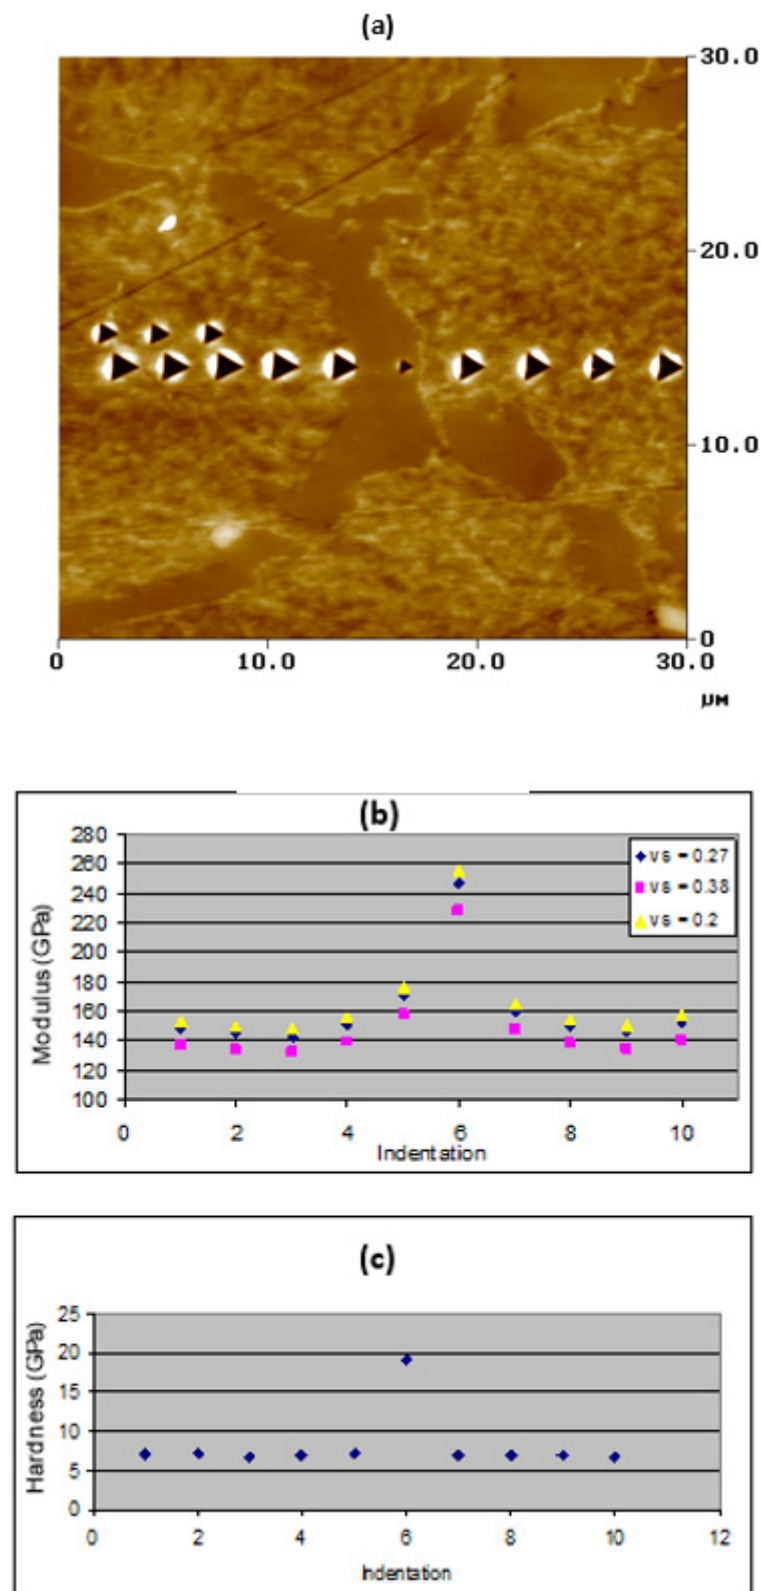 (a)
30.0
20.0
10.0
0
0 10.0 20.0 30.0
µM
(b)
280
260
240
220
200
180
160
140
120
100
Modulus (GPa)
vs = 0.27
vs = 0.38
vs = 0.2
0 2 4 6 8 10
Indentation
(c)
25
20
15
10
5
0
Hardness (GPa)
0 2 4 6 8 10 12
Indentation